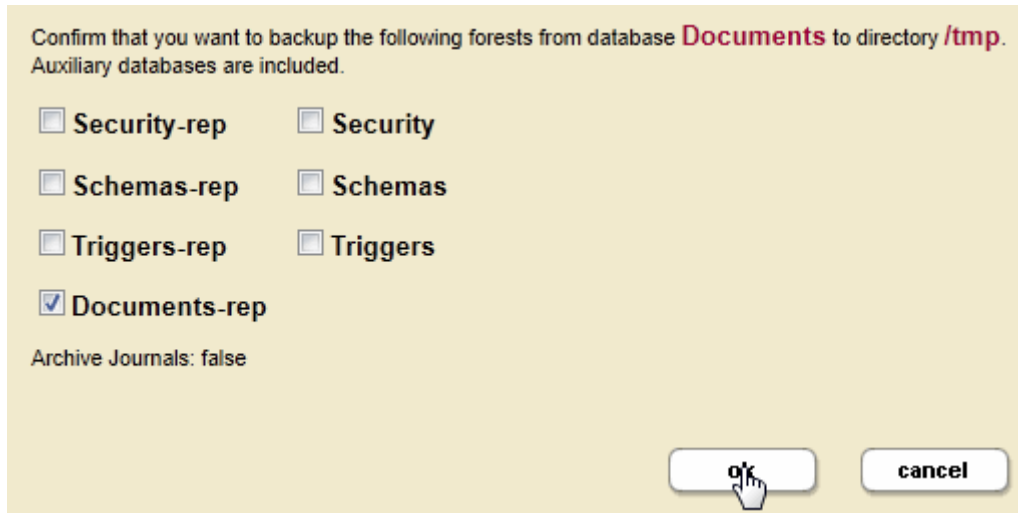 Confirm that you want to backup the following forests from database Documents to directory /tmp.
Auxiliary databases are included.
Security-rep Security
Schemas-rep Schemas
Triggers-rep Triggers
Documents-rep
Archive Journals: false
ok cancel